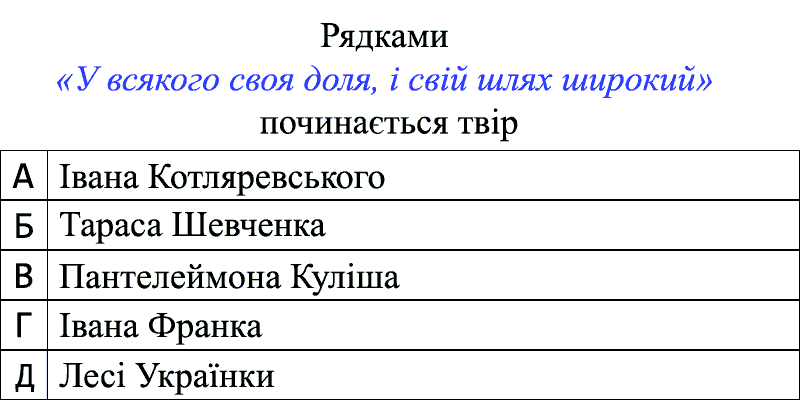 Рядками
«У всякого своя доля, і свій шлях широкий»
починається твір
А Івана Котляревського
Б Тараса Шевченка
В Пантелеймона Куліша
Г Івана Франка
Д Лесі Українки